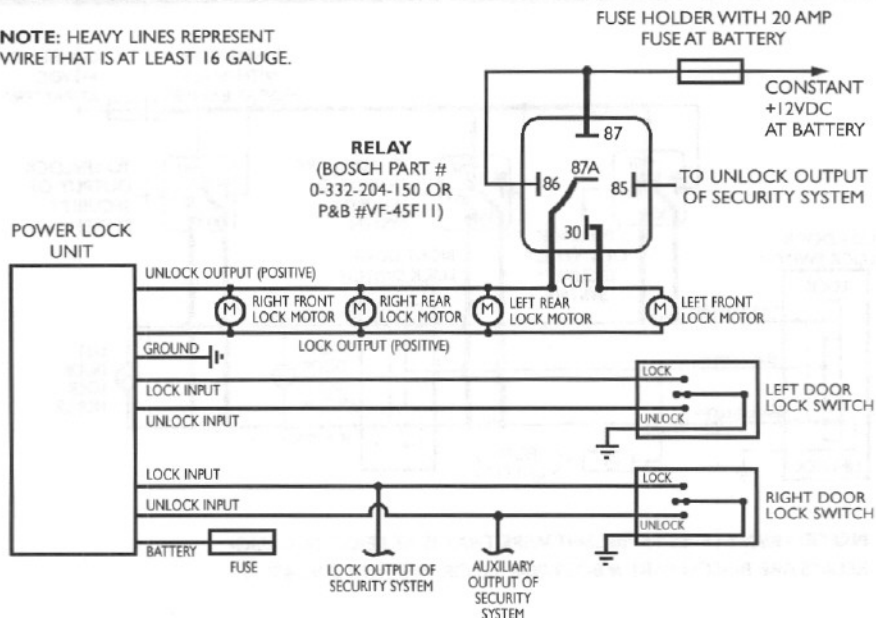 FUSE HOLDER WITH 20 AMP
FUSE AT BATTERY
NOTE: HEAVY LINES REPRESENT
WIRE THAT IS AT LEAST 16 GAUGE.
CONSTANT
+12VDC
AT BATTERY
87
RELAY
(BOSCH PART #
0-332-204-150 OR
P&B #VF-45F11)
87A
86
85
30
TO UNLOCK OUTPUT
OF SECURITY SYSTEM
POWER LOCK
UNIT
UNLOCK OUTPUT (POSITIVE)
CUT
M
RIGHT FRONT
LOCK MOTOR
M
RIGHT REAR
LOCK MOTOR
M
LEFT REAR
LOCK MOTOR
M
LEFT FRONT
LOCK MOTOR
LOCK OUTPUT (POSITIVE)
GROUND
LOCK INPUT
UNLOCK INPUT
LOCK
UNLOCK
LEFT DOOR
LOCK SWITCH
LOCK INPUT
UNLOCK INPUT
LOCK
UNLOCK
RIGHT DOOR
LOCK SWITCH
BATTERY
FUSE
LOCK OUTPUT OF
SECURITY SYSTEM
AUXILIARY
OUTPUT OF
SECURITY
SYSTEM